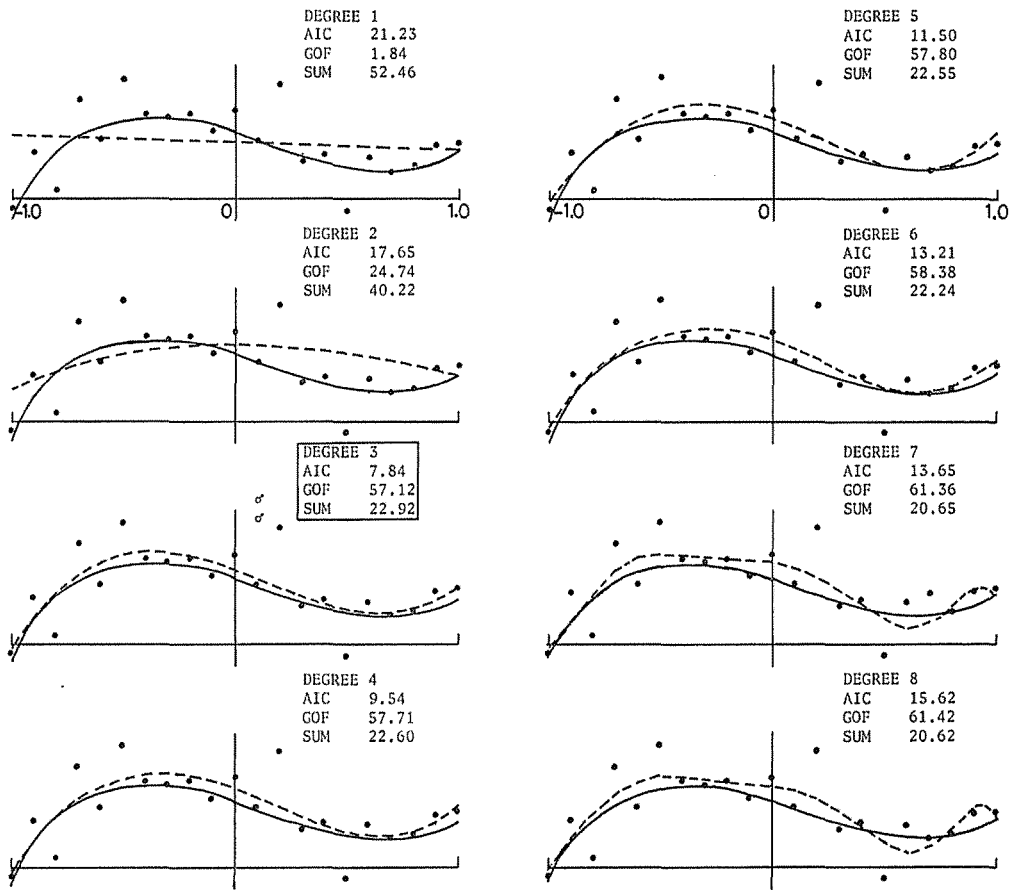 DEGREE 1
AIC 21.23
GOF 1.84
SUM 52.46
-1.0 0 1.0
DEGREE 2
AIC 17.65
GOF 24.74
SUM 40.22
DEGREE 3
AIC 7.84
GOF 57.12
SUM 22.92
DEGREE 4
AIC 9.54
GOF 57.71
SUM 22.60
DEGREE 5
AIC 11.50
GOF 57.80
SUM 22.55
-1.0 0 1.0
DEGREE 6
AIC 13.21
GOF 58.38
SUM 22.24
DEGREE 7
AIC 13.65
GOF 61.36
SUM 20.65
DEGREE 8
AIC 15.62
GOF 61.42
SUM 20.62